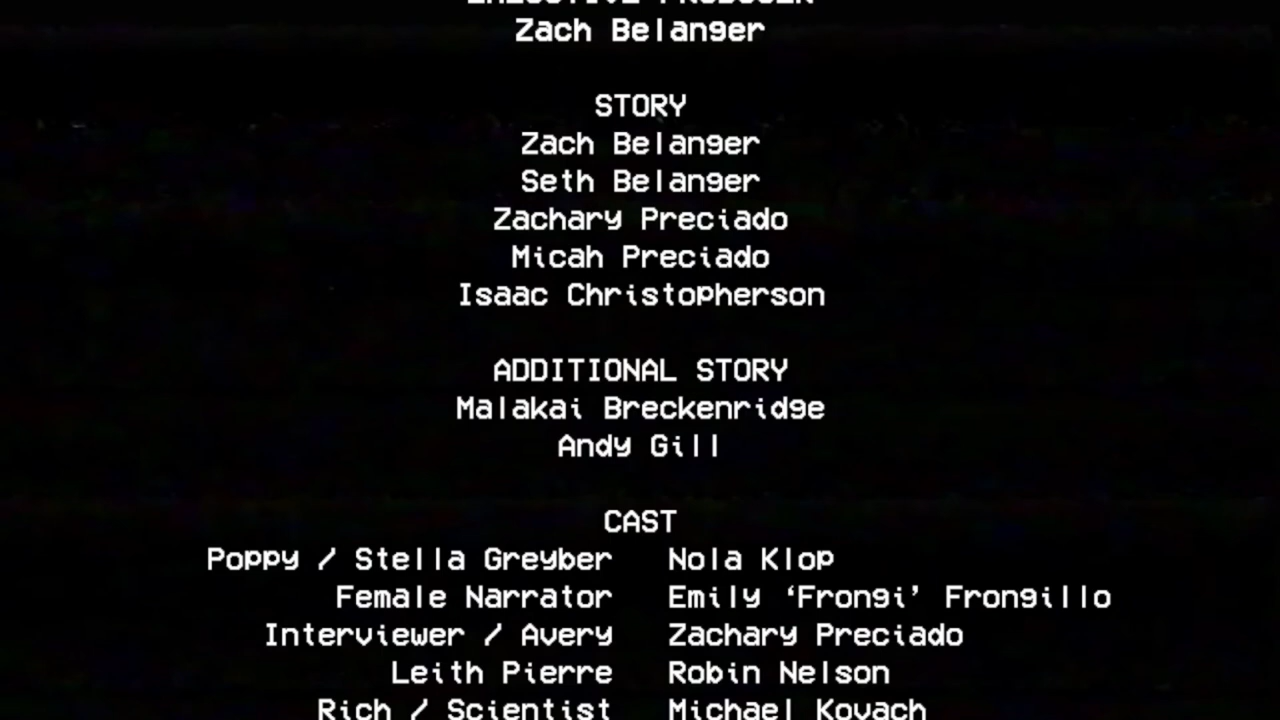 EXECUTIVE PRODUCER
Zach Belanger
STORY
Zach Belanger
Seth Belanger
Zachary Preciado
Micah Preciado
Isaac Christopherson
ADDITIONAL STORY
Malakai Breckenridge
Andy Gill
CAST
Poppy / Stella Greyber Nola Klop
Female Narrator Emily ‘Frongi’ Frongillo
Interviewer / Avery Zachary Preciado
Leith Pierre Robin Nelson
Rich / Scientist Michael Kovach